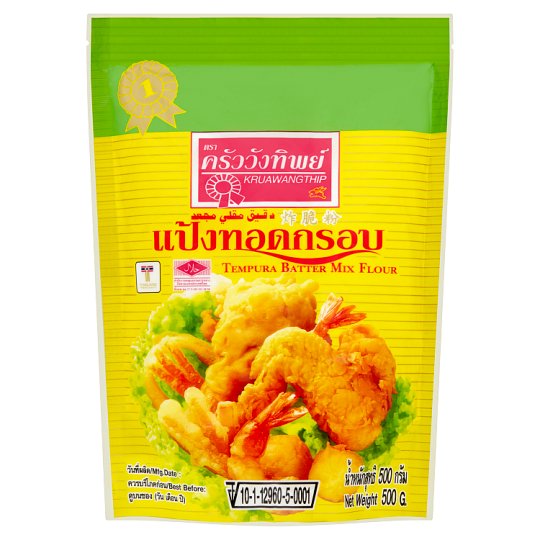 1
ตรา
ครัววังทิพย์
KRUAWANGTHIP
دقيق مقلي مجعد 炸脆粉
แป้งทอดกรอบ
TEMPURA BATTER MIX FLOUR
วันที่ผลิต/Mfg.Date :
ควรบริโภคก่อน/Best Before:
ดูบนซอง (วัน เดือน ปี)
10-1-12960-5-0001
น้ำหนักสุทธิ 500 กรัม
Net Weight 500 G.